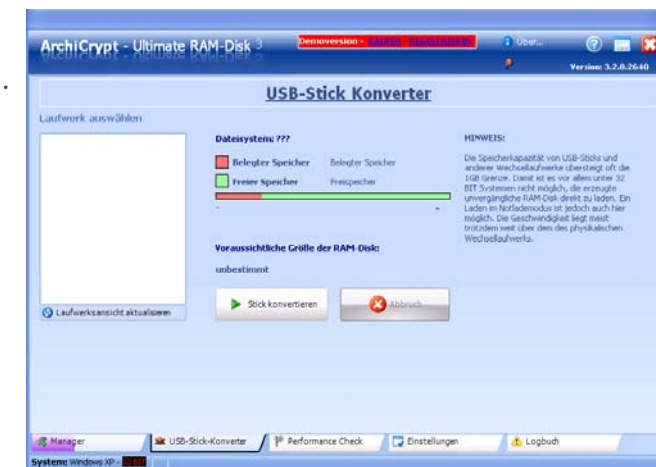 ArchiCrypt - Ultimate RAM-Disk 3
Demoversion - KAUFEN - REGISTRIEREN
Über...
Version: 3.2.0.2640
USB-Stick Konverter
Laufwerk auswählen
Dateisystem: ???
Belegter Speicher Belegter Speicher
Freier Speicher Freispeicher
- -
Voraussichtliche Größe der RAM-Disk:
unbestimmt
Stick konvertieren
Abbruch
Laufwerksansicht aktualisieren
HINWEIS:
Die Speicherkapazität von USB-Sticks und
anderer Wechsellaufwerke übersteigt oft die
1GB Grenze. Damit ist es vor allem unter 32
BIT Systemen nicht möglich, die erzeugte
unvergängliche RAM-Disk direkt zu laden. Ein
Laden im Notlademodus ist jedoch auch hier
möglich. Die Geschwindigkeit liegt meist
trotzdem weit über dem des physikalischen
Wechsellaufwerks.
Manager
USB-Stick-Konverter
Performance Check
Einstellungen
Logbuch
System: Windows XP - 32 BIT